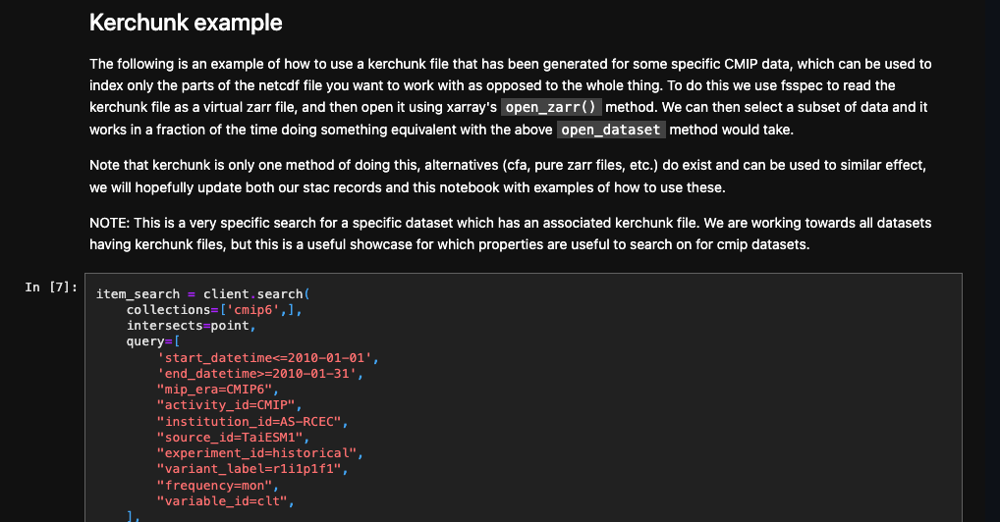 Kerchunk example
The following is an example of how to use a kerchunk file that has been generated for some specific CMIP data, which can be used to
index only the parts of the netcdf file you want to work with as opposed to the whole thing. To do this we use fsspec to read the
kerchunk file as a virtual zarr file, and then open it using xarray's open_zarr() method. We can then select a subset of data and it
works in a fraction of the time doing something equivalent with the above open_dataset method would take.
Note that kerchunk is only one method of doing this, alternatives (cfa, pure zarr files, etc.) do exist and can be used to similar effect,
we will hopefully update both our stac records and this notebook with examples of how to use these.
NOTE: This is a very specific search for a specific dataset which has an associated kerchunk file. We are working towards all datasets
having kerchunk files, but this is a useful showcase for which properties are useful to search on for cmip datasets.
In [7]: item_search = client.search(
    collections=['cmip6',],
    intersects=point,
    query=[
        'start_datetime<=2010-01-01',
        'end_datetime>=2010-01-31',
        "mip_era=CMIP6",
        "activity_id=CMIP",
        "institution_id=AS-RCEC",
        "source_id=TaiESM1",
        "experiment_id=historical",
        "variant_label=r1i1p1f1",
        "frequency=mon",
        "variable_id=clt",
    ],